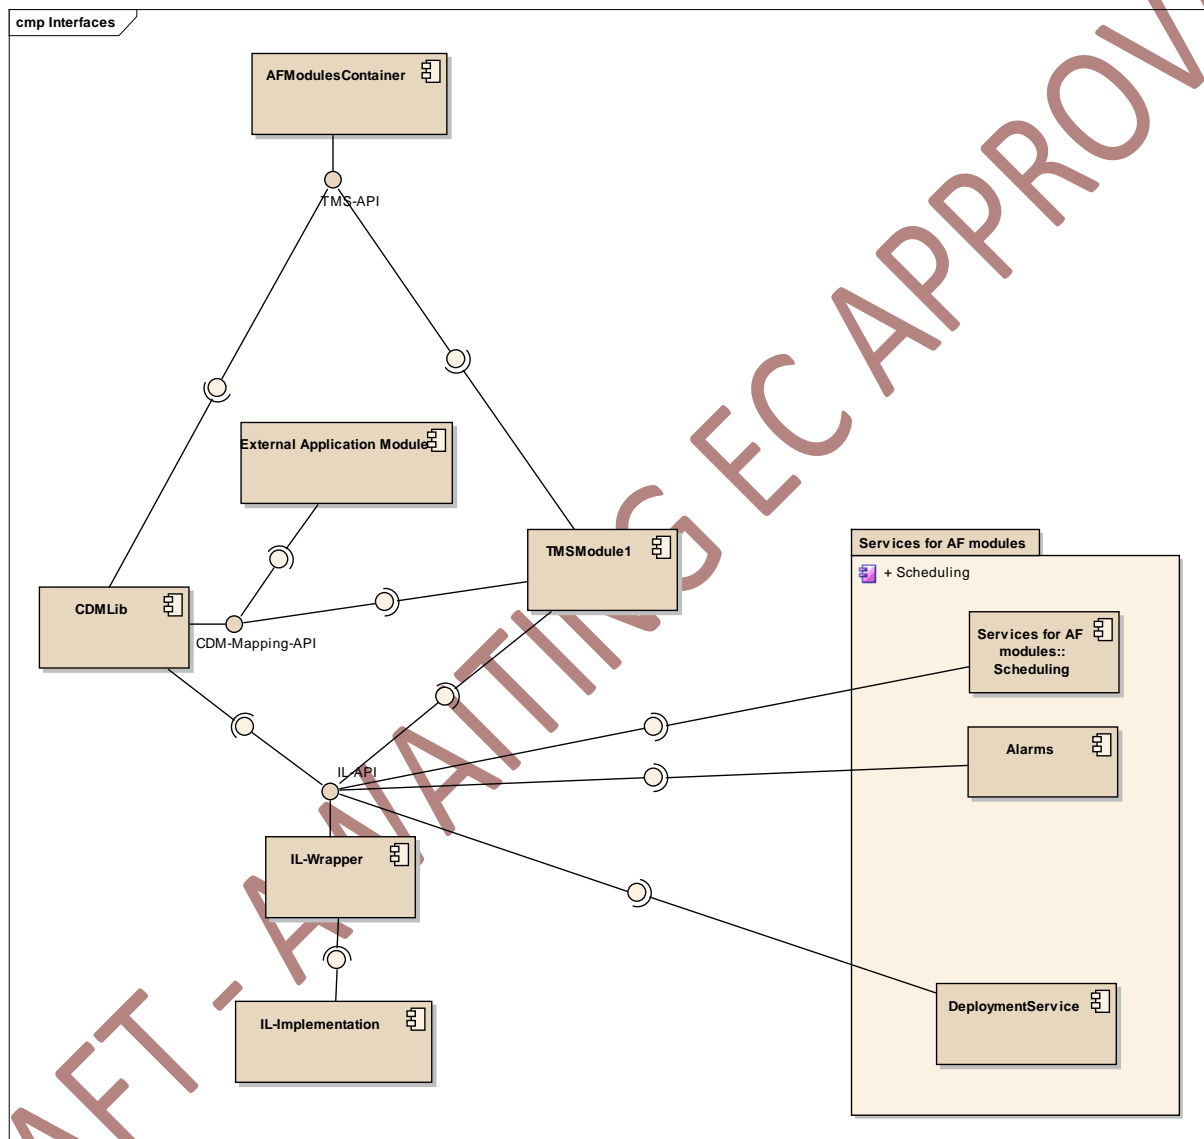 cmp Interfaces
AFModulesContainer
TMS-API
External Application Module
TMSModule1
CDMLib
CDM-Mapping-API
Services for AF modules
+ Scheduling
Services for AF
modules::
Scheduling
Alarms
IL-API
IL-Wrapper
DeploymentService
IL-Implementation
AFT - AWAITING EC APPROV